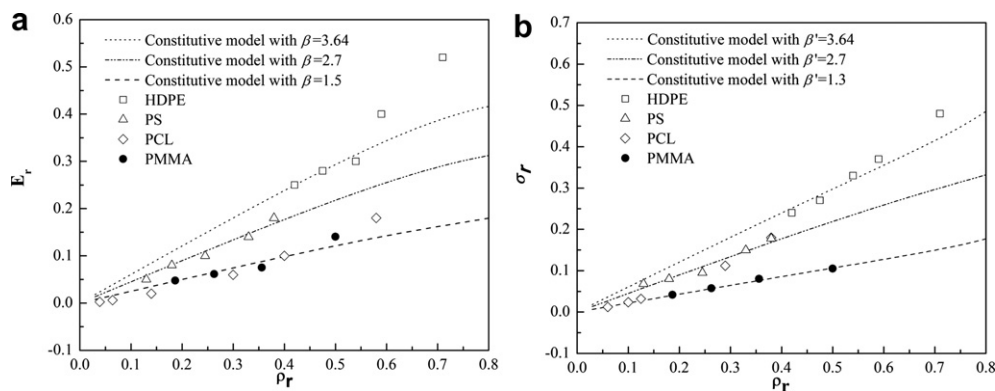 a
0.6
0.5
0.4
0.3
0.2
0.1
0.0
-0.1
E_r
Constitutive model with β=3.64
Constitutive model with β=2.7
Constitutive model with β=1.5
HDPE
PS
PCL
PMMA
0.0 0.1 0.2 0.3 0.4 0.5 0.6 0.7 0.8
ρr
b
0.7
0.6
0.5
0.4
0.3
0.2
0.1
0.0
-0.1
σr
Constitutive model with β'=3.64
Constitutive model with β'=2.7
Constitutive model with β'=1.3
HDPE
PS
PCL
PMMA
0.0 0.1 0.2 0.3 0.4 0.5 0.6 0.7 0.8
ρr